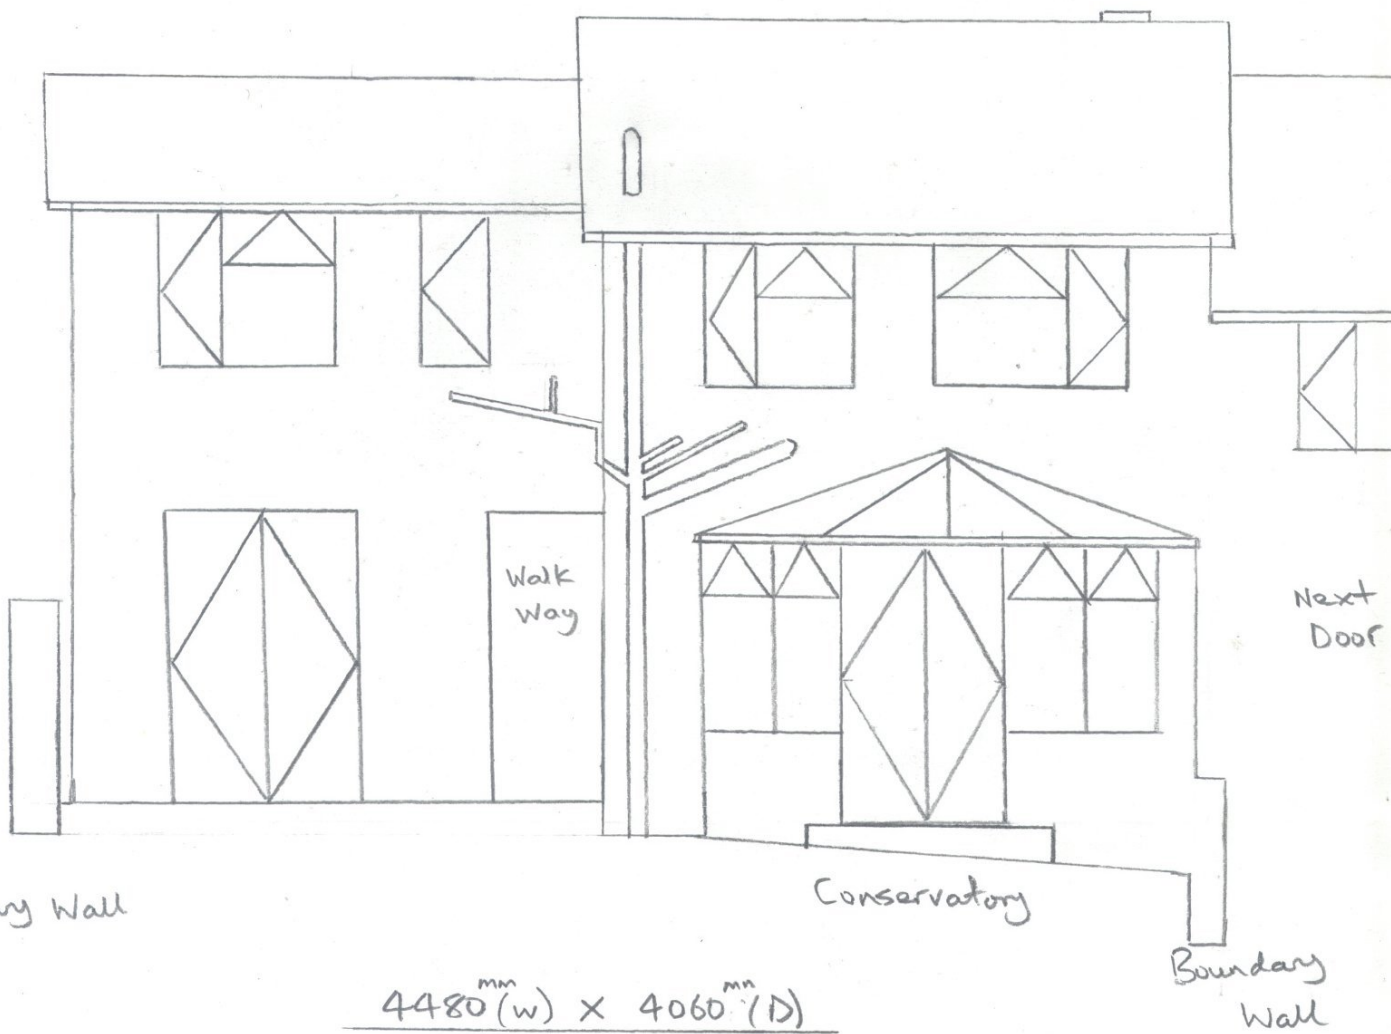 Walk
Way
Next
Door
Wall
Conservatory
Boundary
Wall
4480mm (W) X 4060mm (D)